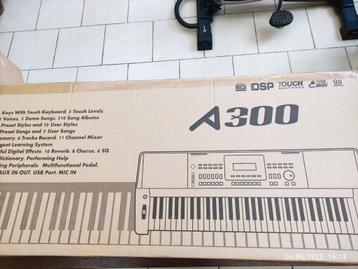 DSP TOUCH
A300
Keys With Touch Keyboard. 3 Touch Levels
Voices. 3 Demo Songs. 310 Song Albums
Preset Styles and 10 User Styles
Preset Songs and 5 User Songs
emory: 6 Tracks Record. 11 Channel Mixer
gent Learning System
ful Digital Effects: 10 Reverb. 8 Chorus. 6 EQ
Dictionary. Performing Help
ng Peripherals. Multifunctional Pedal.
AUX IN-OUT. USB Port. MIC IN
26/05/2025 16:13